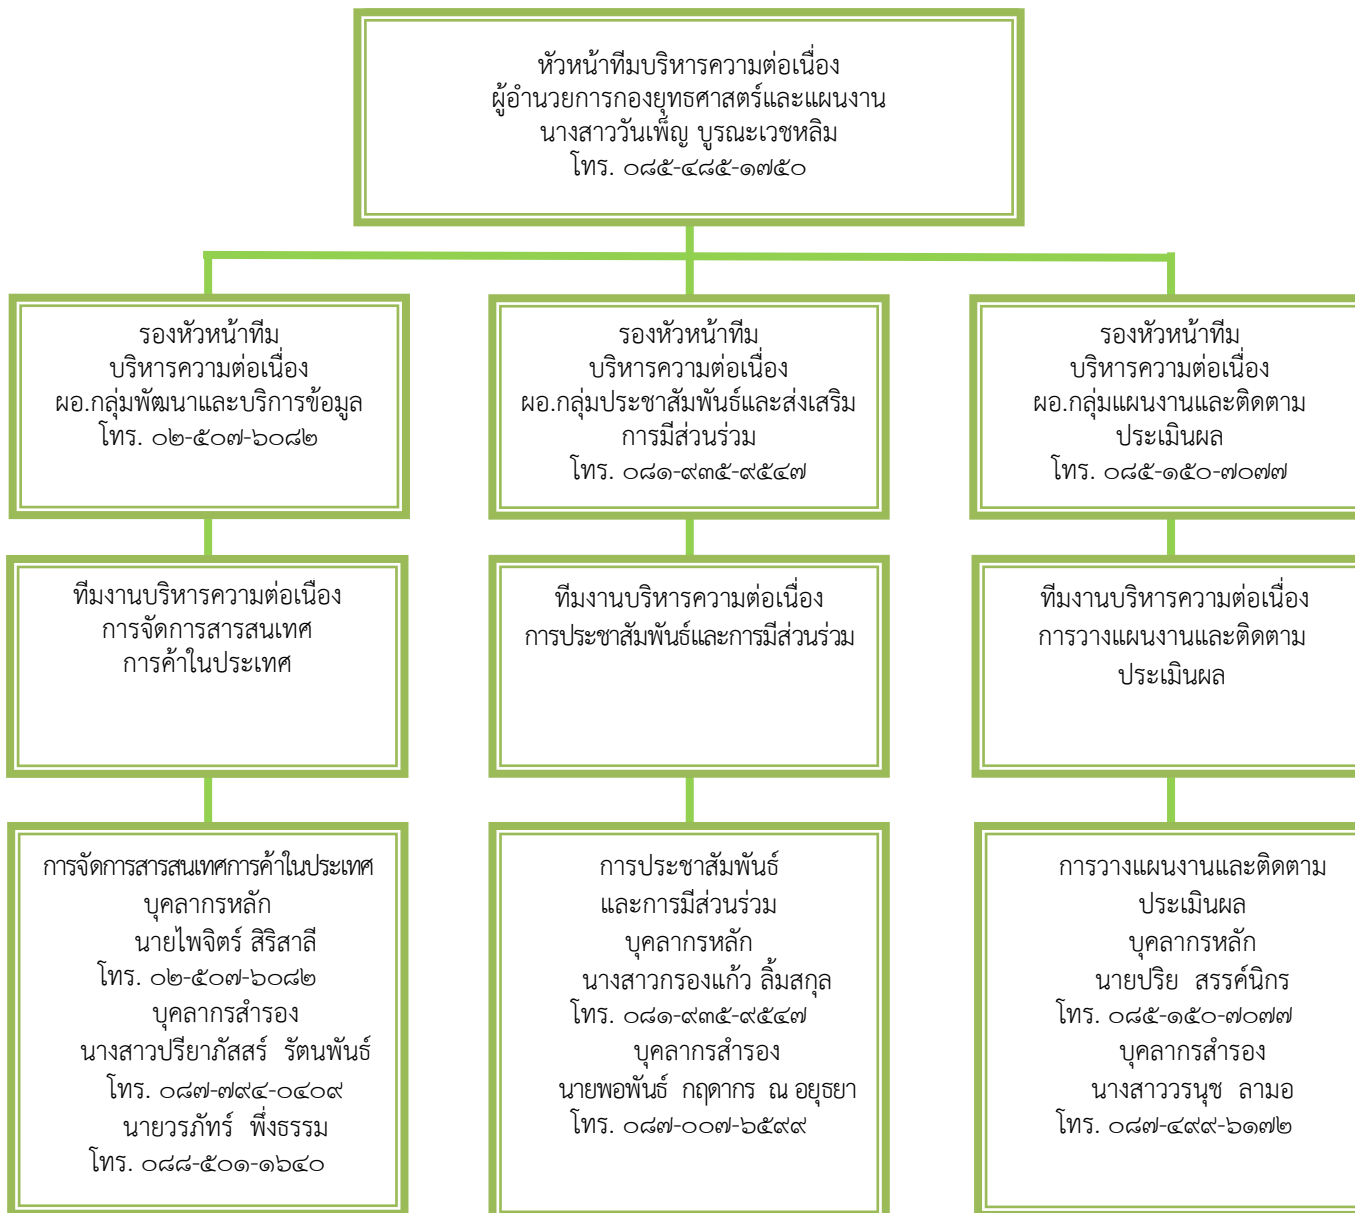 หัวหน้าทีมบริหารความต่อเนื่อง
ผู้อำนวยการกองยุทธศาสตร์และแผนงาน
นางสาววันเพ็ญ บูรณะเวชหลิม
โทร. ๐๘๕-๔๘๕-๑๗๕๐
รองหัวหน้าทีม
บริหารความต่อเนื่อง
ผอ.กลุ่มพัฒนาและบริการข้อมูล
โทร. ๐๒-๕๐๗-๖๐๘๒
รองหัวหน้าทีม
บริหารความต่อเนื่อง
ผอ.กลุ่มประชาสัมพันธ์และส่งเสริม
การมีส่วนร่วม
โทร. ๐๘๑-๙๓๕-๙๕๔๗
รองหัวหน้าทีม
บริหารความต่อเนื่อง
ผอ.กลุ่มแผนงานและติดตาม
ประเมินผล
โทร. ๐๘๕-๑๕๐-๗๐๗๗
ทีมงานบริหารความต่อเนื่อง
การจัดการสารสนเทศ
การค้าในประเทศ
ทีมงานบริหารความต่อเนื่อง
การประชาสัมพันธ์และการมีส่วนร่วม
ทีมงานบริหารความต่อเนื่อง
การวางแผนงานและติดตาม
ประเมินผล
การจัดการสารสนเทศการค้าในประเทศ
บุคลากรหลัก
นายไพจิตร์ สิริสาลี
โทร. ๐๒-๕๐๗-๖๐๘๒
บุคลากรสำรอง
นางสาวปรียาภัสสร์ รัตนพันธ์
โทร. ๐๘๗-๗๙๔-๐๔๐๙
นายวรภัทร์ พึ่งธรรม
โทร. ๐๘๘-๕๐๑-๑๖๔๐
การประชาสัมพันธ์
และการมีส่วนร่วม
บุคลากรหลัก
นางสาวกรองแก้ว ลิ้มสกุล
โทร. ๐๘๑-๙๓๕-๙๕๔๗
บุคลากรสำรอง
นายพอพันธ์ กฤดากร ณ อยุธยา
โทร. ๐๘๗-๐๐๗-๖๕๙๙
การวางแผนงานและติดตาม
ประเมินผล
บุคลากรหลัก
นายปริย สรรค์นิกร
โทร. ๐๘๕-๑๕๐-๗๐๗๗
บุคลากรสำรอง
นางสาววรนุช ลามอ
โทร. ๐๘๗-๔๙๙-๖๑๗๒